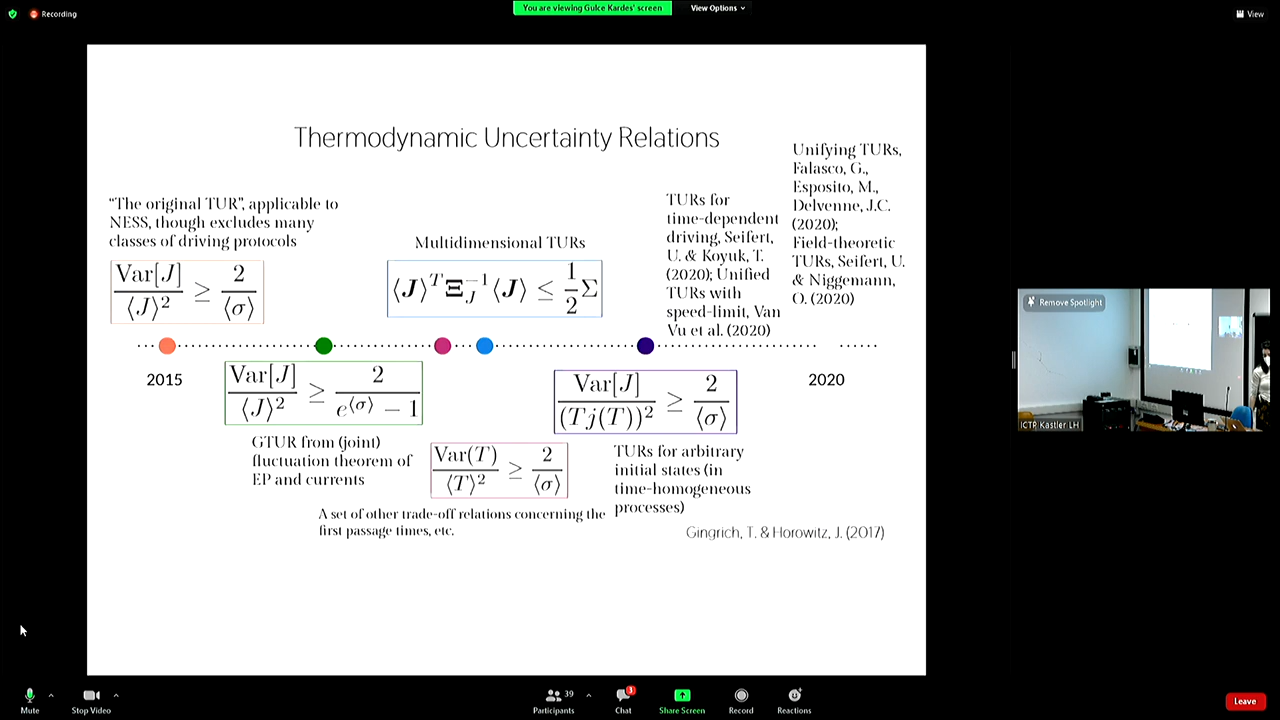 Recording
You are viewing Gulce Kardes' screen
View Options
View
Thermodynamic Uncertainty Relations
"The original TUR", applicable to
NESS, though excludes many
classes of driving protocols
Var[J] / ⟨J⟩² ≥ 2 / ⟨σ⟩
Multidimensional TURs
⟨J⟩ᵀ Ξ_J⁻¹ ⟨J⟩ ≤ 1/2 Σ
TURs for
time-dependent
driving, Seifert,
U. & Koyuk, T.
(2020); Unified
TURs with
speed-limit, Van
Vu et al. (2020)
Unifying TURs,
Falasco, G.,
Esposito, M.,
Delvenne, J.C.
(2020);
Field-theoretic
TURs, Seifert, U.
& Niggemann,
O. (2020)
2015
2020
Var[J] / ⟨J⟩² ≥ 2 / (e^⟨σ⟩ − 1)
GTUR from (joint)
fluctuation theorem of
EP and currents
Var(T) / ⟨T⟩² ≥ 2 / ⟨σ⟩
A set of other trade-off relations concerning the
first passage times, etc.
Var[J] / (Tj(T))² ≥ 2 / ⟨σ⟩
TURs for arbitrary
initial states (in
time-homogeneous
processes)
Gingrich, T. & Horowitz, J. (2017)
Remove Spotlight
ICTP Kastler LH
Mute
Stop Video
39
Participants
3
Chat
Share Screen
Record
Reactions
Leave